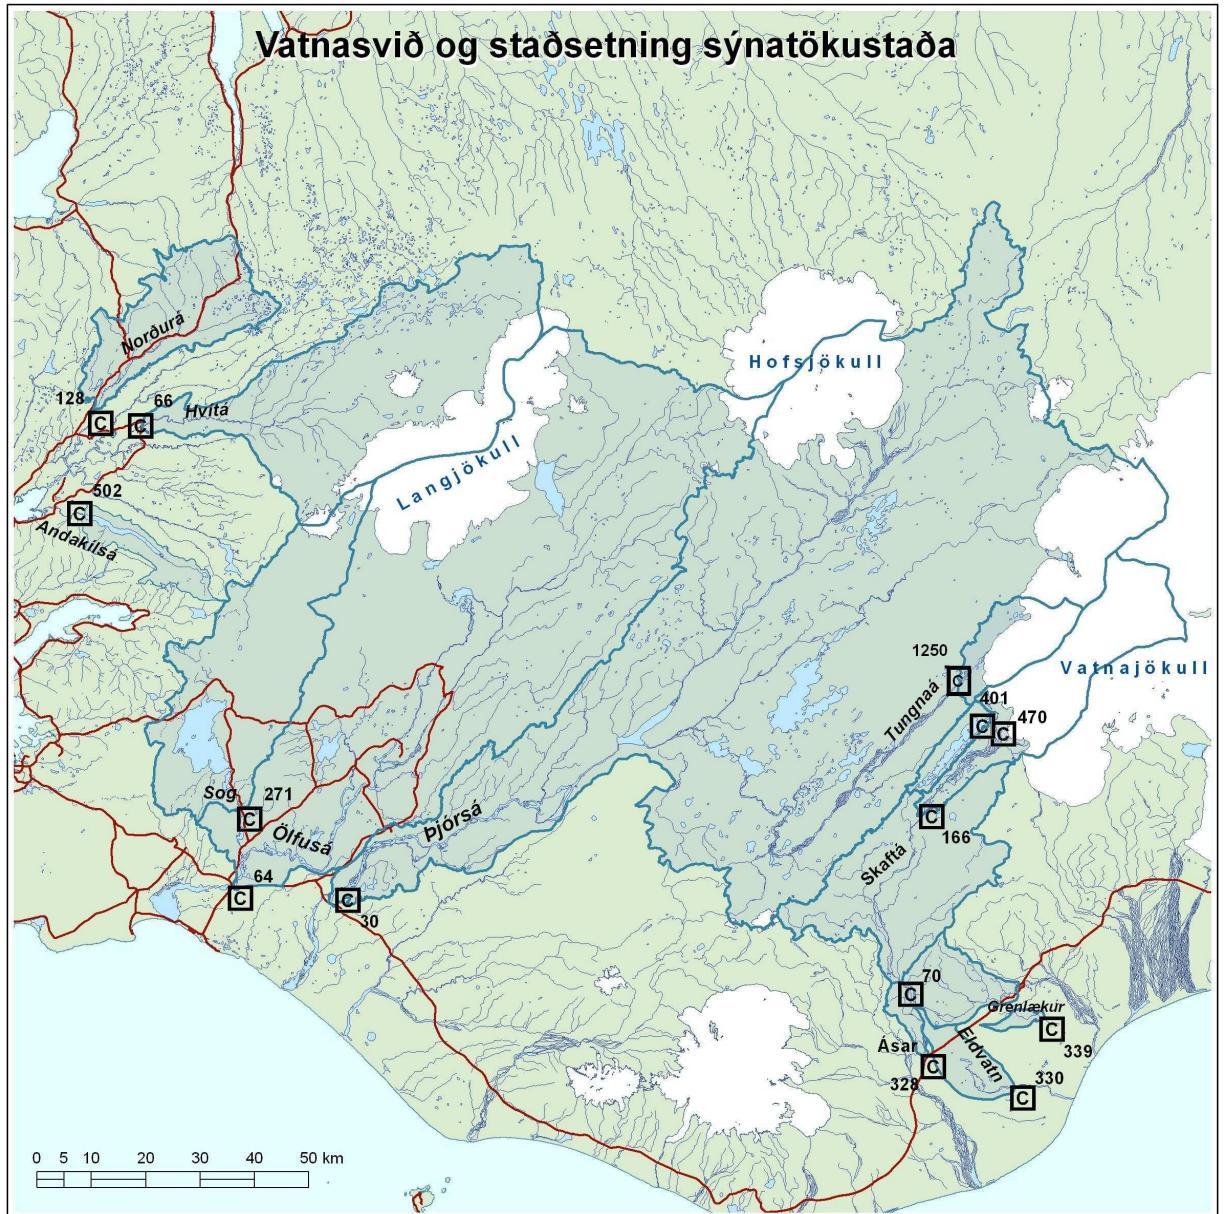 Vatnasvið og staðsetning sýnatökustaða
Norðurá
Hofsjökull
128
C
66
C
Hvítá
Langjökull
502
C
Andakílsá
1250
C
Vatnajökull
Tungnaá
401
C
470
C
Sog
271
C
Ölfusá
Þjórsá
166
C
Skaftá
64
C
30
C
70
C
Grenlækur
339
C
Ásar
Eldvatn
328
C
330
C
0 5 10 20 30 40 50 km